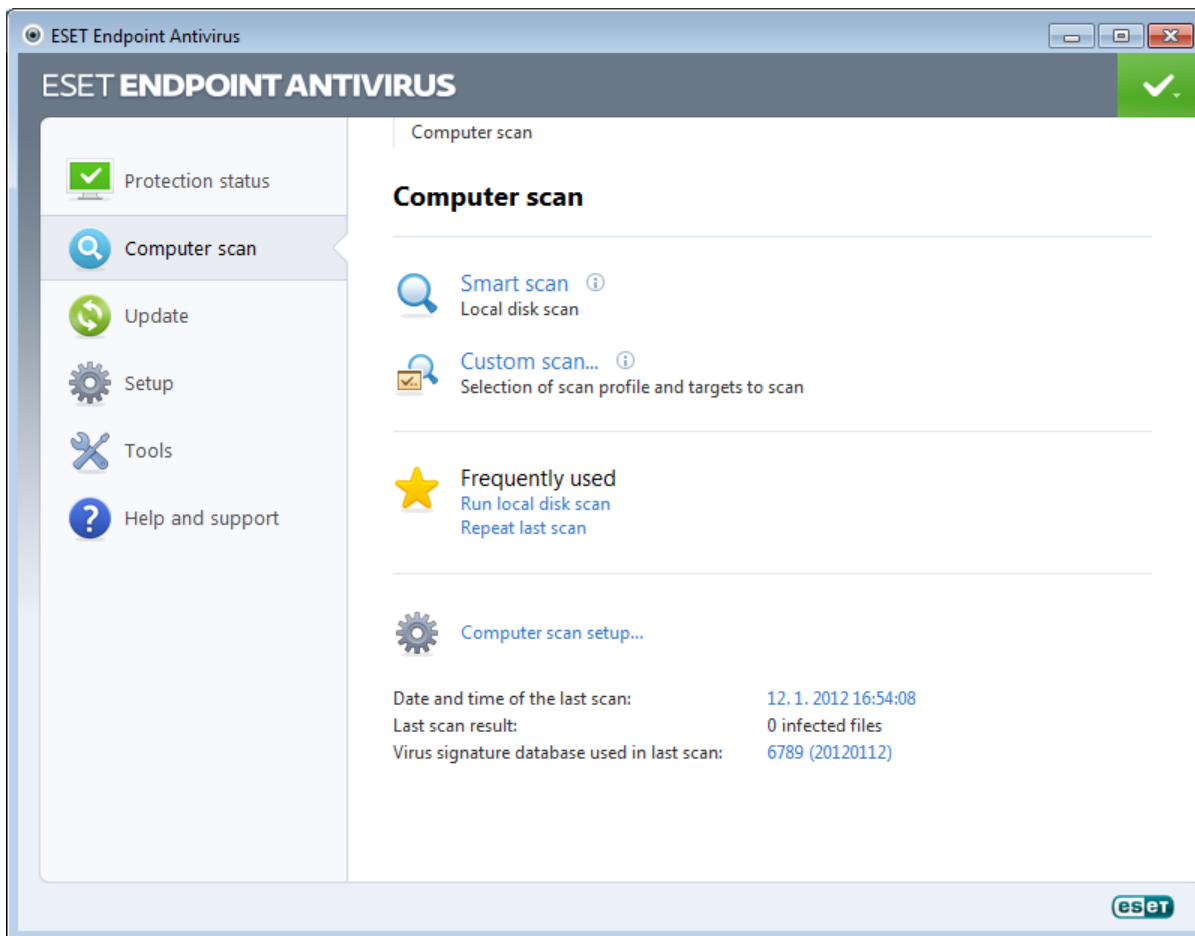 ESET Endpoint Antivirus
ESET ENDPOINT ANTIVIRUS
Protection status
Computer scan
Update
Setup
Tools
Help and support
Computer scan
Computer scan
Smart scan
Local disk scan
Custom scan...
Selection of scan profile and targets to scan
Frequently used
Run local disk scan
Repeat last scan
Computer scan setup...
Date and time of the last scan: 12. 1. 2012 16:54:08
Last scan result: 0 infected files
Virus signature database used in last scan: 6789 (20120112)
eseT